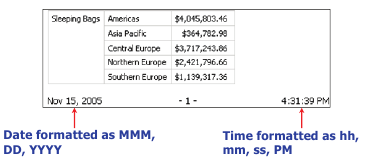 Sleeping Bags Americas $4,045,803.46
Asia Pacific $364,782.98
Central Europe $3,717,243.86
Northern Europe $2,421,796.66
Southern Europe $1,139,317.36
Nov 15, 2005 - 1 - 4:31:39 PM
Date formatted as MMM, Time formatted as hh,
DD, YYYY mm, ss, PM